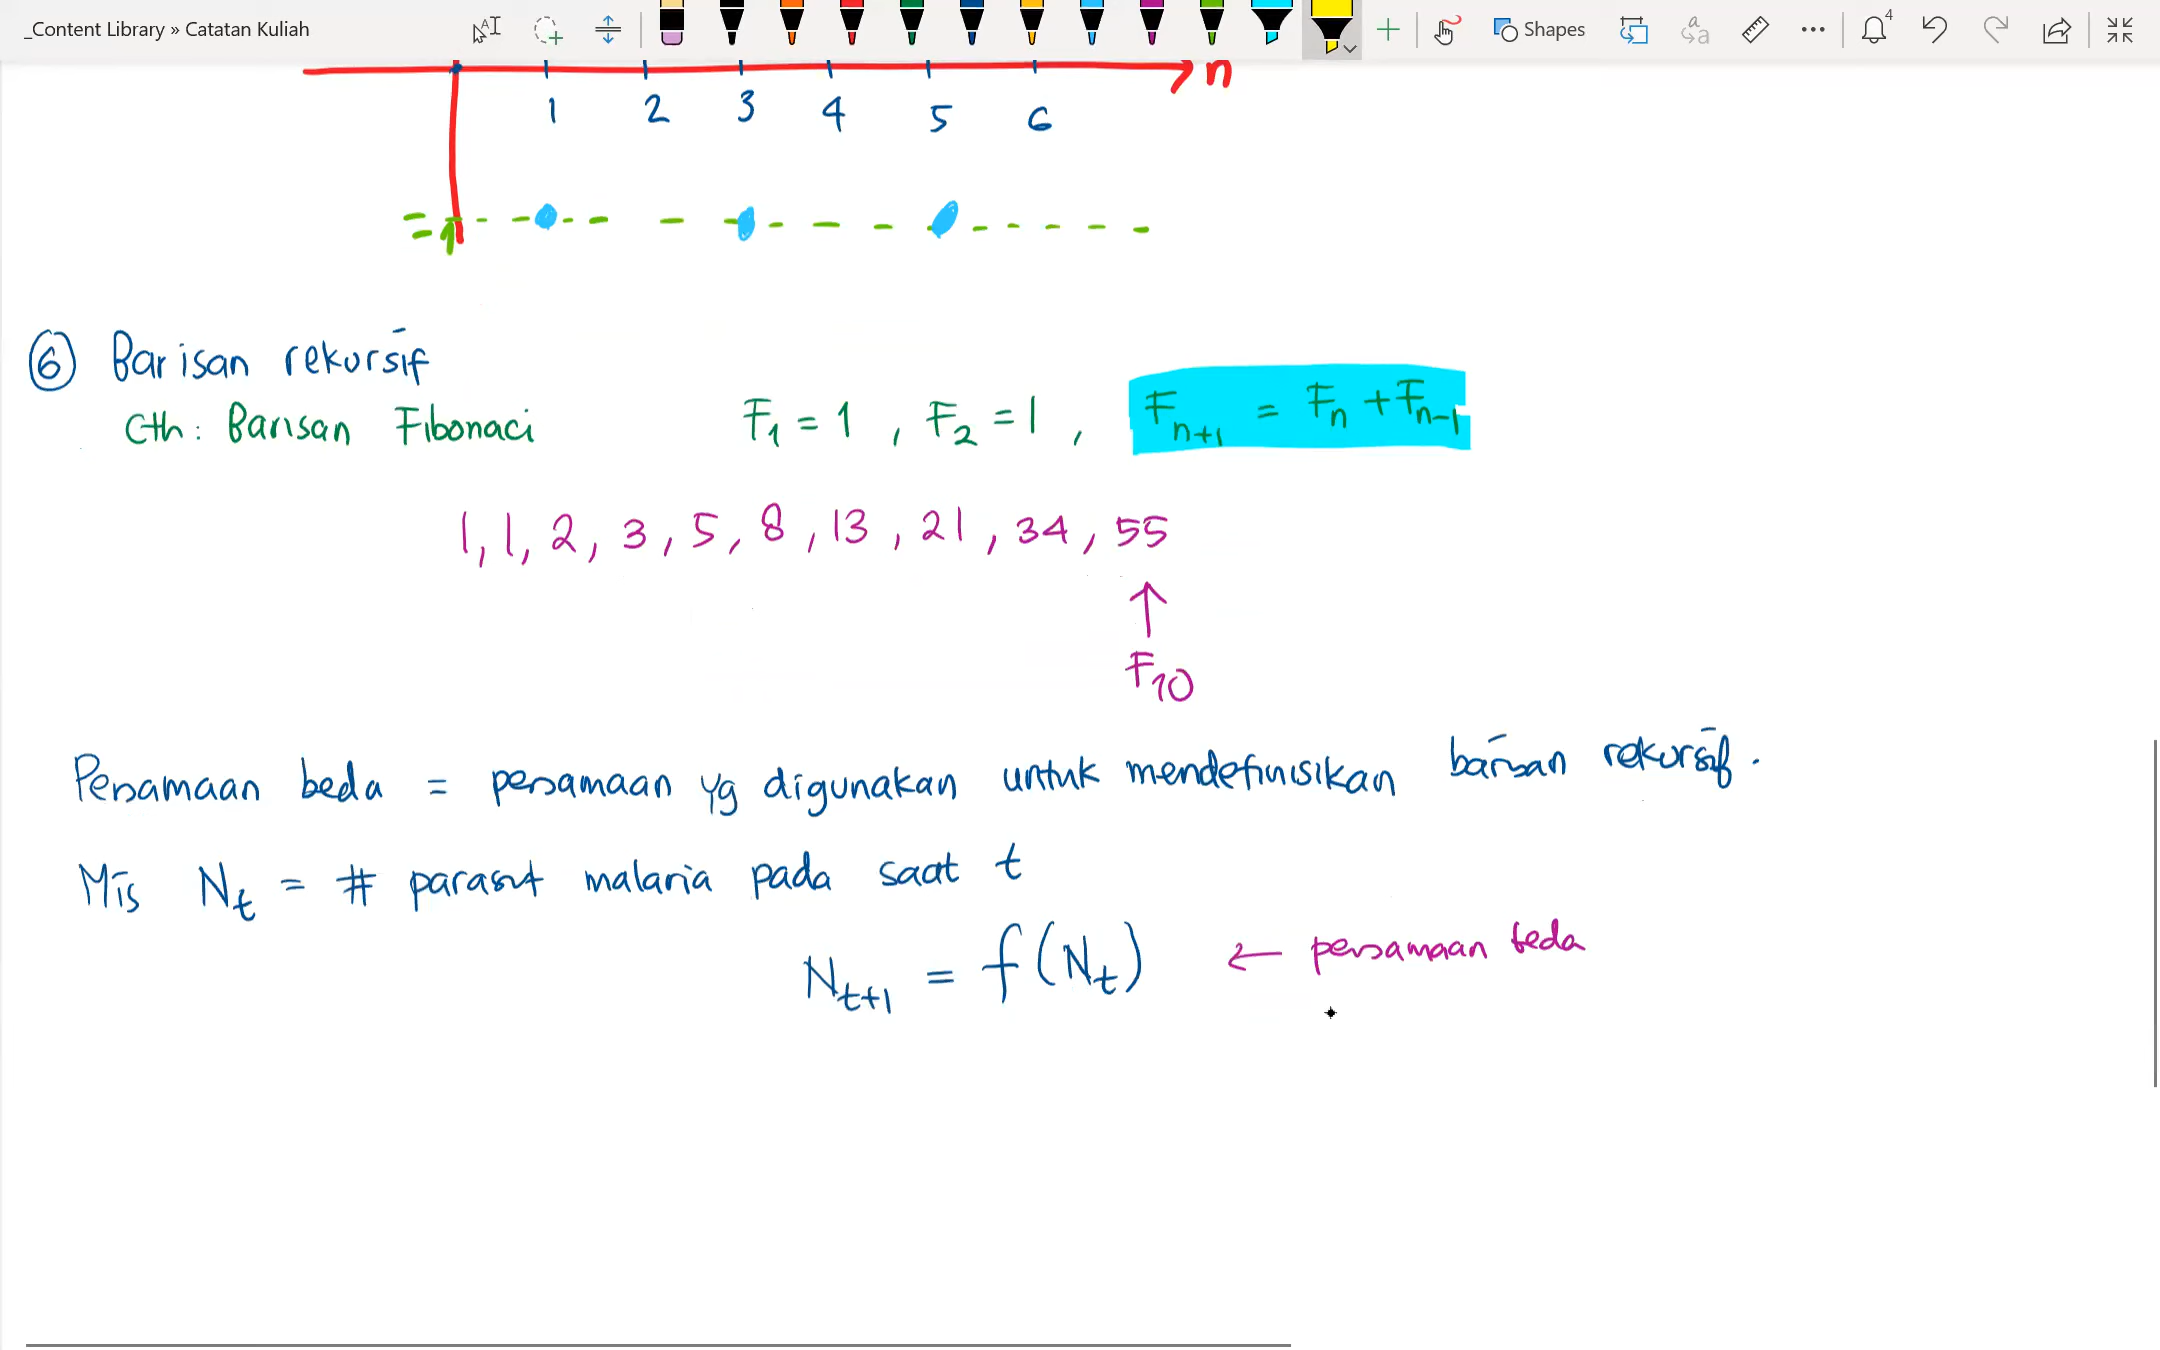 _Content Library » Catatan Kuliah
Shapes
4
n
1 2 3 4 5 6
-1
6 Barisan rekursif
Cth: Barisan Fibonaci F₁ = 1, F₂ = 1, Fₙ₊₁ = Fₙ + Fₙ₋₁
1, 1, 2, 3, 5, 8, 13, 21, 34, 55
↑
F₁₀
Persamaan beda = persamaan yg digunakan untuk mendefinisikan barisan rekursif.
Mis Nₜ = # parasit malaria pada saat t
Nₜ₊₁ = f(Nₜ) ← persamaan beda